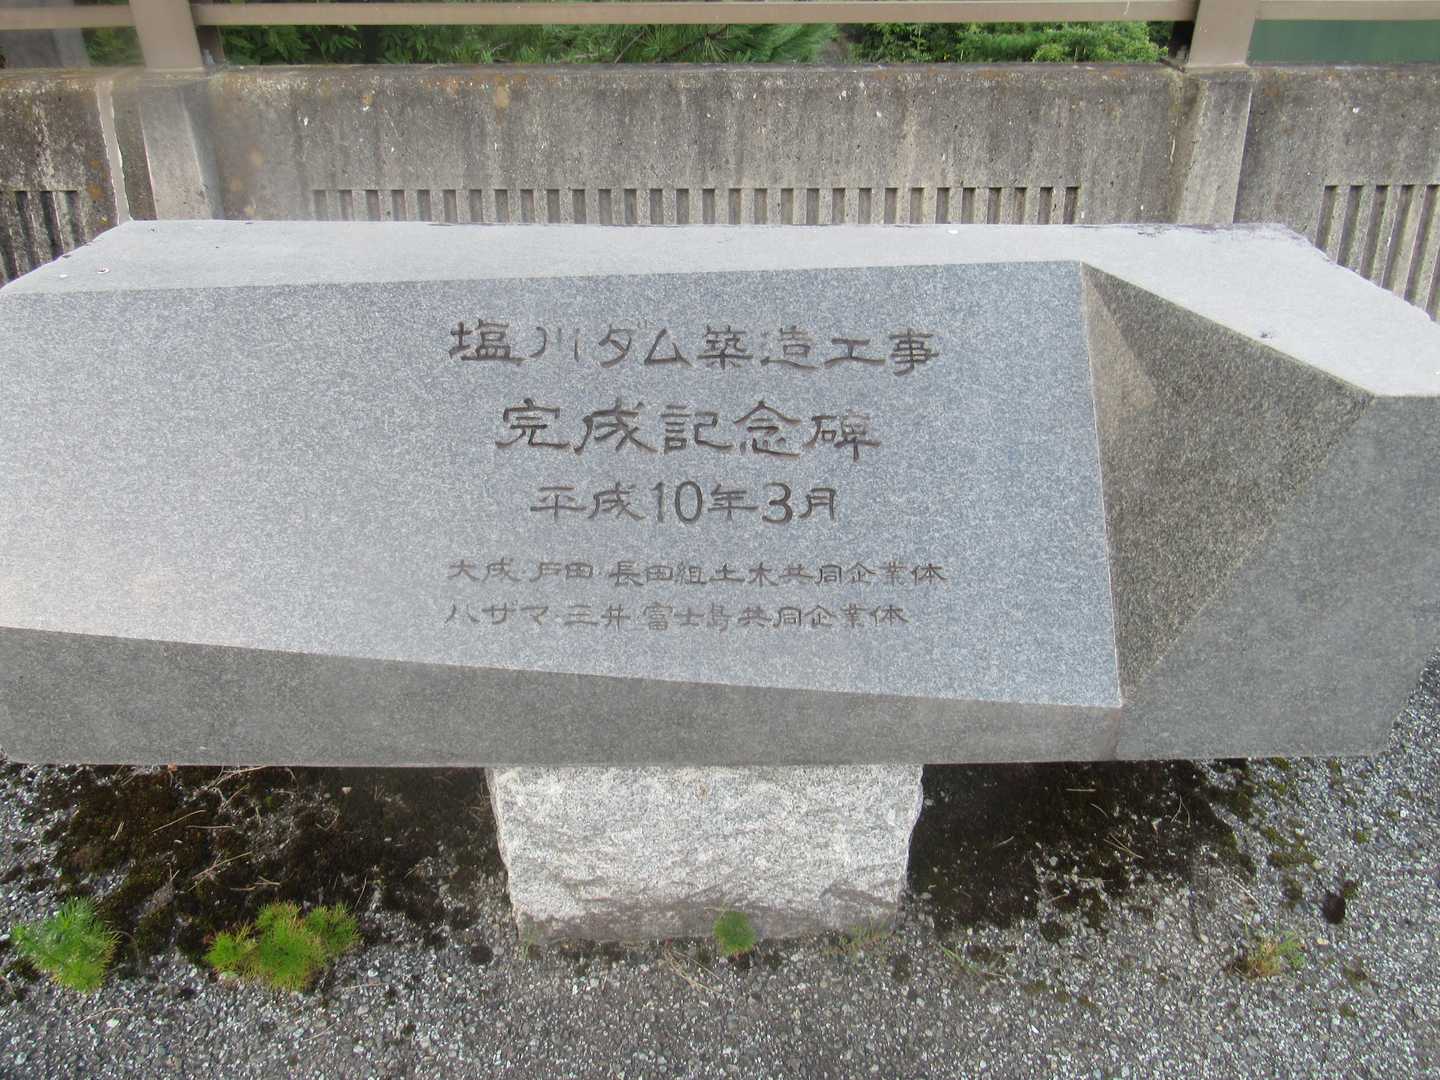 塩川ダム築造工事
完成記念碑
平成10年3月
大成・戸田・長田組土木共同企業体
ハザマ・三井・富士島共同企業体